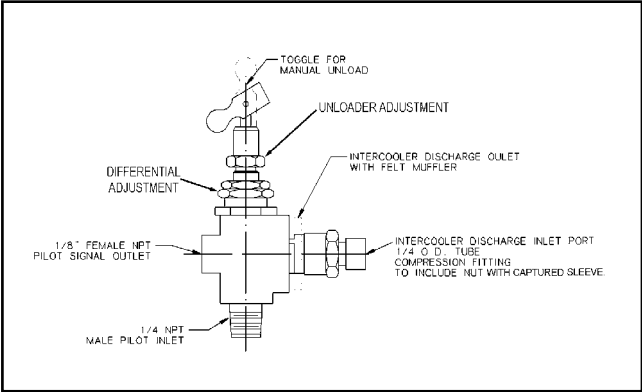 TOGGLE FOR
MANUAL UNLOAD
UNLOADER ADJUSTMENT
INTERCOOLER DISCHARGE OULET
WITH FELT MUFFLER
DIFFERENTIAL
ADJUSTMENT
1/8" FEMALE NPT
PILOT SIGNAL OUTLET
INTERCOOLER DISCHARGE INLET PORT
1/4 O.D. TUBE
COMPRESSION FITTING
TO INCLUDE NUT WITH CAPTURED SLEEVE.
1/4 NPT
MALE PILOT INLET